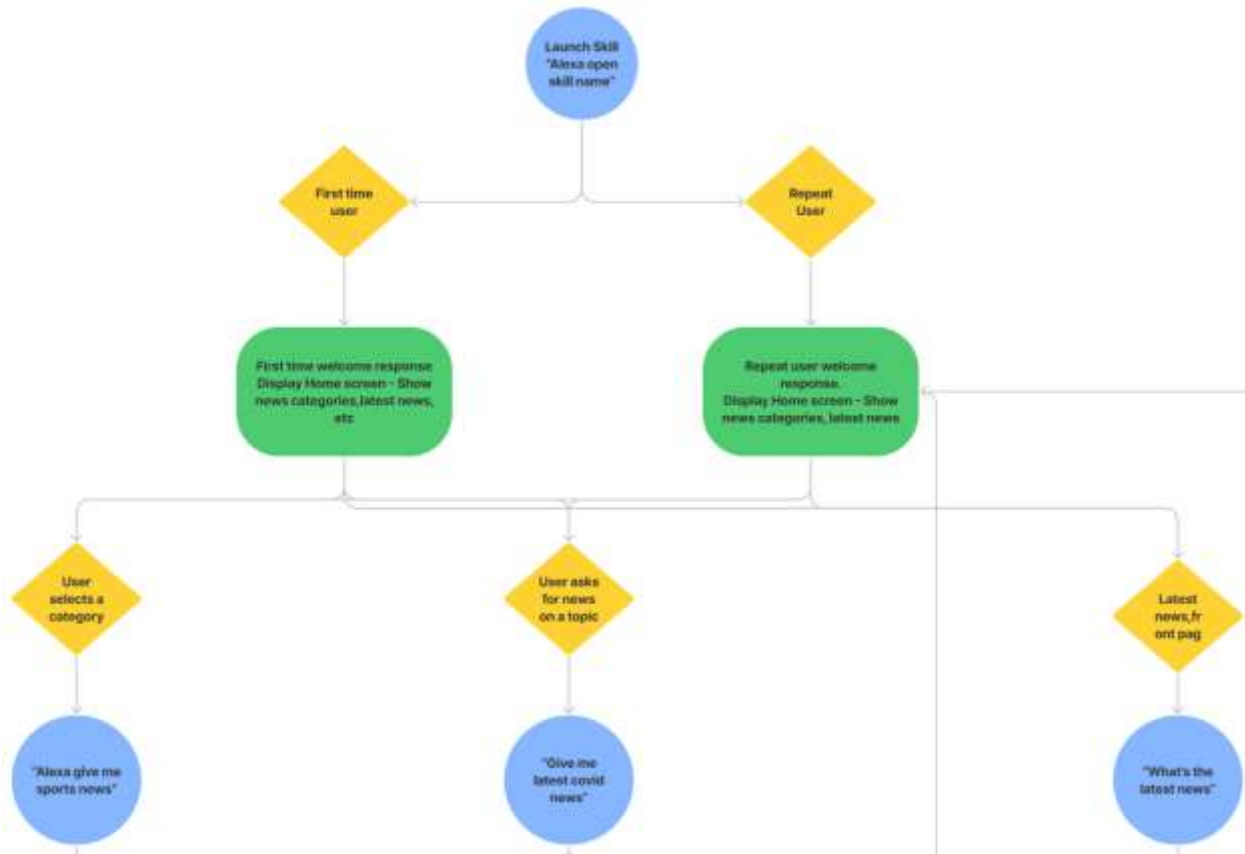 Launch Skill
"Alexa open
skill name"
First time
user
Repeat
User
First time welcome response
Display Home screen - Show
news categories,latest news,
etc
Repeat user welcome
response.
Display Home screen - Show
news categories, latest news
User
selects a
category
User asks
for news
on a topic
Latest
news,fr
ont pag
"Alexa give me
sports news"
"Give me
latest covid
news"
"What's the
latest news"